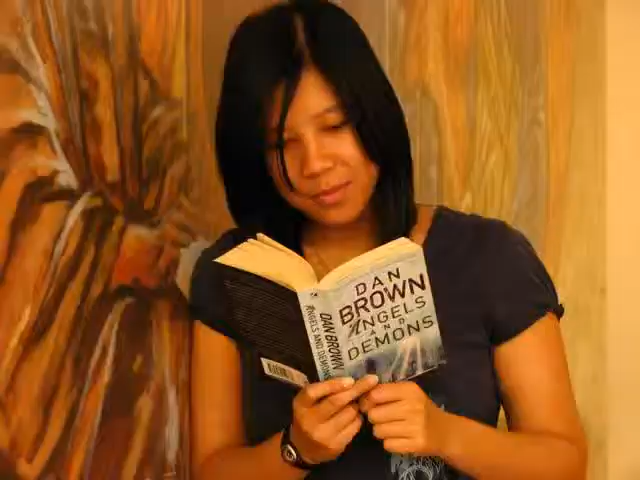 DAN
BROWN
ANGELS
AND
DEMONS
DAN BROWN
ANGELS AND DEMONS